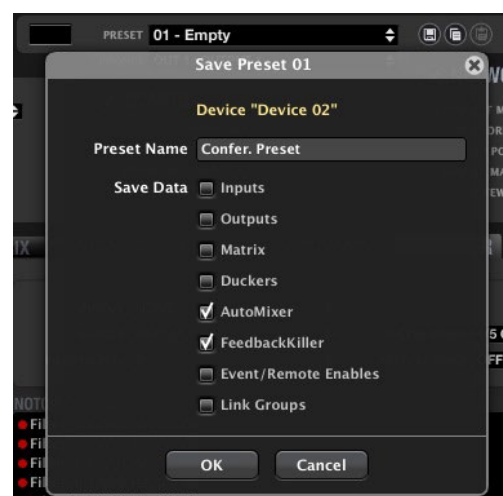 PRESET 01 - Empty
Save Preset 01
Device "Device 02"
Preset Name Confer. Preset
Save Data Inputs
Outputs
Matrix
Duckers
AutoMixer
FeedbackKiller
Event/Remote Enables
Link Groups
OK Cancel